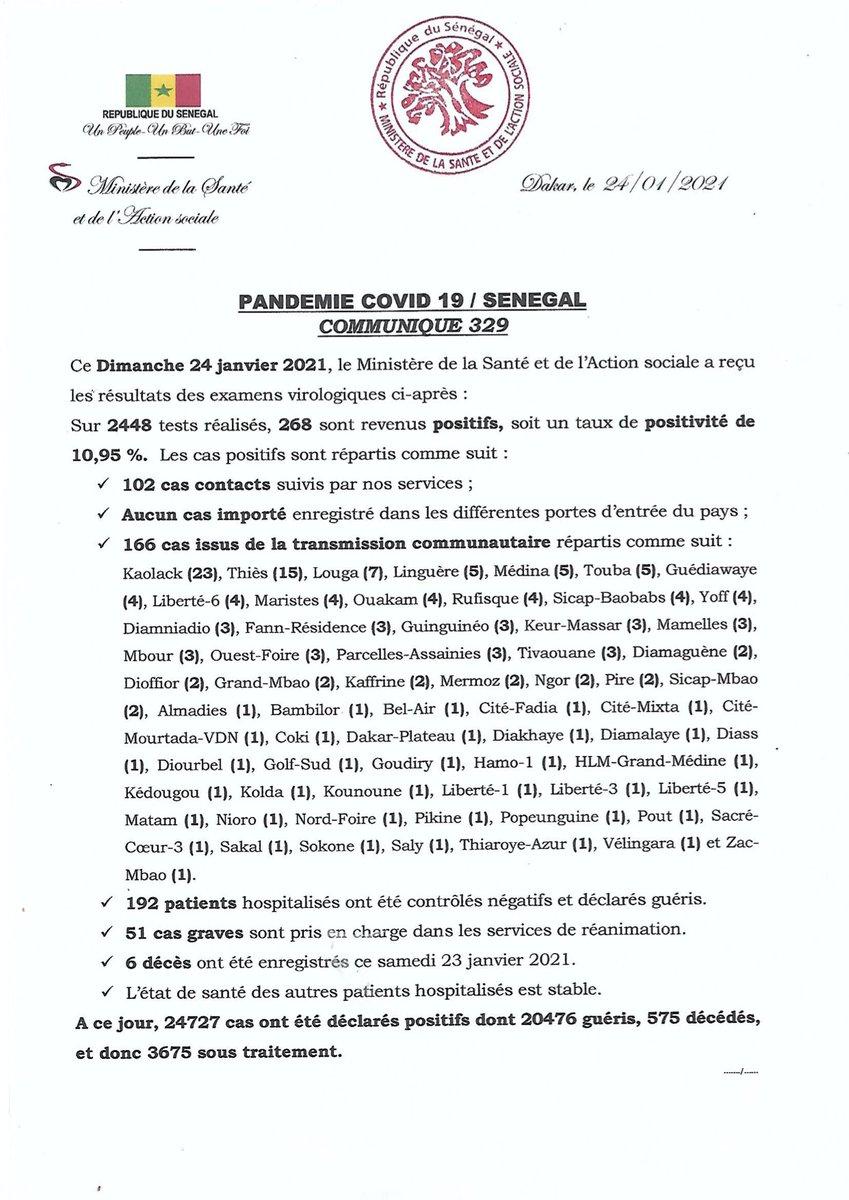 REPUBLIQUE DU SENEGAL
Un Peuple-Un But-Une Foi
Ministère de la Santé
et de l'Action sociale
★ République du Sénégal ★
MINISTERE DE LA SANTE ET DE L'ACTION SOCIALE
Dakar, le 24/01/2021
PANDEMIE COVID 19 / SENEGAL
COMMUNIQUE 329
Ce Dimanche 24 janvier 2021, le Ministère de la Santé et de l'Action sociale a reçu
les résultats des examens virologiques ci-après :
Sur 2448 tests réalisés, 268 sont revenus positifs, soit un taux de positivité de
10,95 %. Les cas positifs sont répartis comme suit :
✓ 102 cas contacts suivis par nos services ;
✓ Aucun cas importé enregistré dans les différentes portes d'entrée du pays ;
✓ 166 cas issus de la transmission communautaire répartis comme suit :
Kaolack (23), Thiès (15), Louga (7), Linguère (5), Médina (5), Touba (5), Guédiawaye
(4), Liberté-6 (4), Maristes (4), Ouakam (4), Rufisque (4), Sicap-Baobabs (4), Yoff (4),
Diamniadio (3), Fann-Résidence (3), Guinguinéo (3), Keur-Massar (3), Mamelles (3),
Mbour (3), Ouest-Foire (3), Parcelles-Assainies (3), Tivaouane (3), Diamaguène (2),
Dioffior (2), Grand-Mbao (2), Kaffrine (2), Mermoz (2), Ngor (2), Pire (2), Sicap-Mbao
(2), Almadies (1), Bambilor (1), Bel-Air (1), Cité-Fadia (1), Cité-Mixta (1), Cité-
Mourtada-VDN (1), Coki (1), Dakar-Plateau (1), Diakhaye (1), Diamalaye (1), Diass
(1), Diourbel (1), Golf-Sud (1), Goudiry (1), Hamo-1 (1), HLM-Grand-Médine (1),
Kédougou (1), Kolda (1), Kounoune (1), Liberté-1 (1), Liberté-3 (1), Liberté-5 (1),
Matam (1), Nioro (1), Nord-Foire (1), Pikine (1), Popeunguine (1), Pout (1), Sacré-
Cœur-3 (1), Sakal (1), Sokone (1), Saly (1), Thiaroye-Azur (1), Vélingara (1) et Zac-
Mbao (1).
✓ 192 patients hospitalisés ont été contrôlés négatifs et déclarés guéris.
✓ 51 cas graves sont pris en charge dans les services de réanimation.
✓ 6 décès ont été enregistrés ce samedi 23 janvier 2021.
✓ L'état de santé des autres patients hospitalisés est stable.
A ce jour, 24727 cas ont été déclarés positifs dont 20476 guéris, 575 décédés,
et donc 3675 sous traitement.
……/……